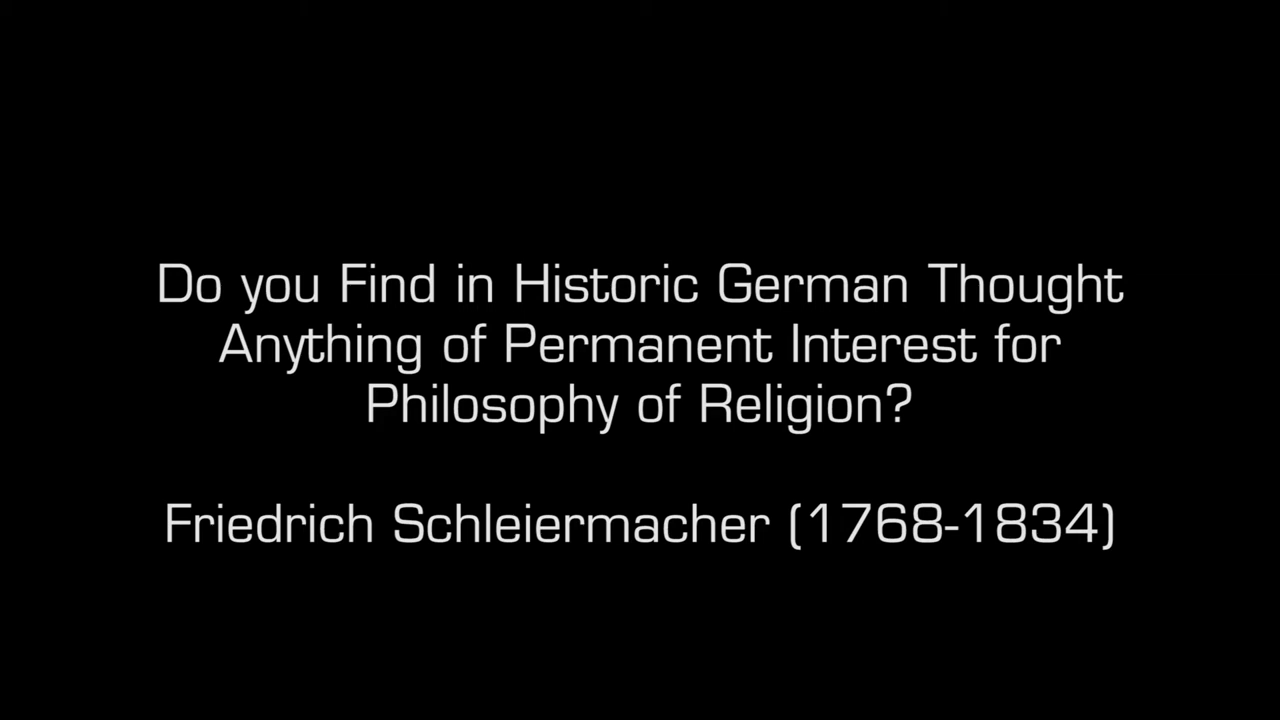 Do you Find in Historic German Thought
Anything of Permanent Interest for
Philosophy of Religion?
Friedrich Schleiermacher (1768-1834)